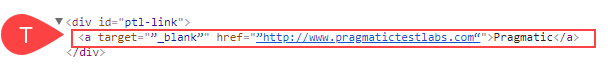 ▼<div id="ptl-link">
T <a target="”_blank”" href="”http://www.pragmatictestlabs.com“">Pragmatic</a>
</div>